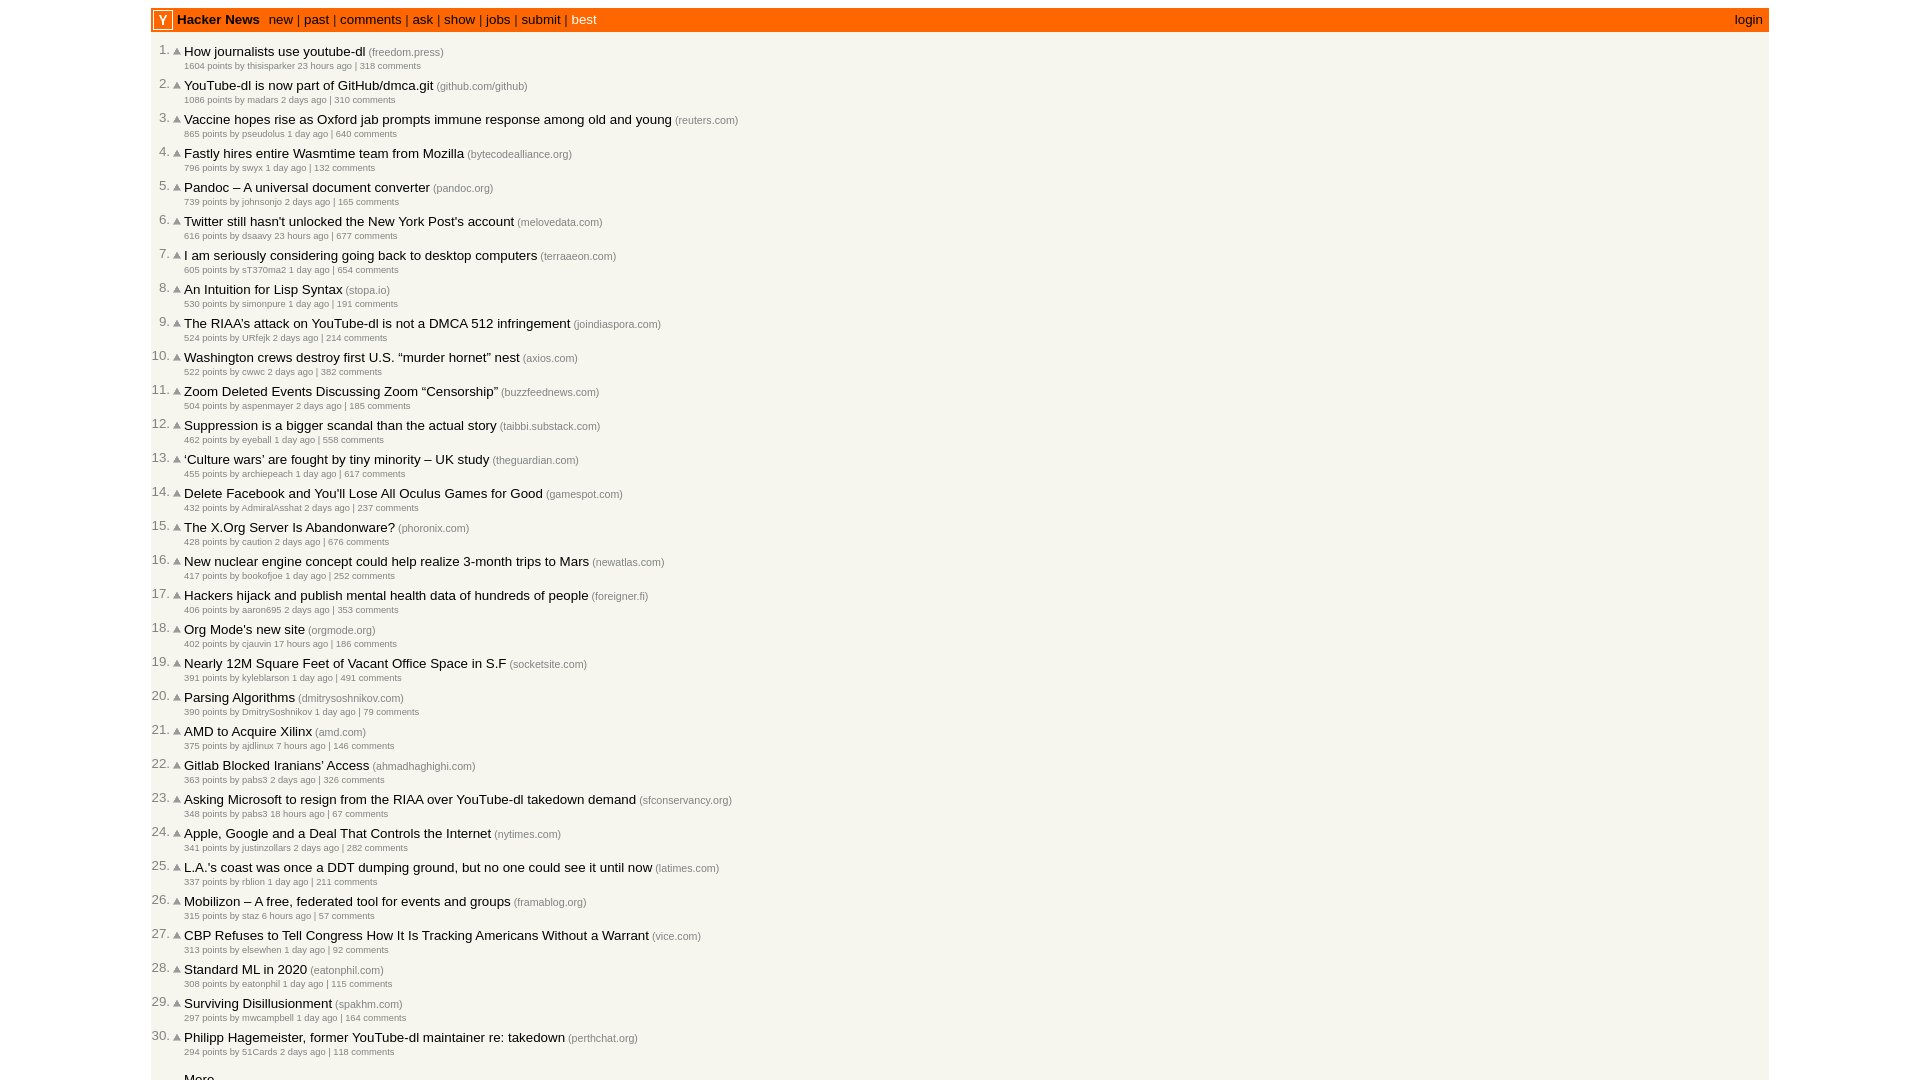 Y Hacker News new | past | comments | ask | show | jobs | submit | best login
1. How journalists use youtube-dl (freedom.press)
1604 points by thisisparker 23 hours ago | 318 comments
2. YouTube-dl is now part of GitHub/dmca.git (github.com/github)
1086 points by madars 2 days ago | 310 comments
3. Vaccine hopes rise as Oxford jab prompts immune response among old and young (reuters.com)
865 points by pseudolus 1 day ago | 640 comments
4. Fastly hires entire Wasmtime team from Mozilla (bytecodealliance.org)
796 points by swyx 1 day ago | 132 comments
5. Pandoc – A universal document converter (pandoc.org)
739 points by johnsonjo 2 days ago | 165 comments
6. Twitter still hasn't unlocked the New York Post's account (melovedata.com)
616 points by dsaavy 23 hours ago | 677 comments
7. I am seriously considering going back to desktop computers (terraaeon.com)
605 points by sT370ma2 1 day ago | 654 comments
8. An Intuition for Lisp Syntax (stopa.io)
530 points by simonpure 1 day ago | 191 comments
9. The RIAA’s attack on YouTube-dl is not a DMCA 512 infringement (joindiaspora.com)
524 points by URfejk 2 days ago | 214 comments
10. Washington crews destroy first U.S. “murder hornet” nest (axios.com)
522 points by cwwc 2 days ago | 382 comments
11. Zoom Deleted Events Discussing Zoom “Censorship” (buzzfeednews.com)
504 points by aspenmayer 2 days ago | 185 comments
12. Suppression is a bigger scandal than the actual story (taibbi.substack.com)
462 points by eyeball 1 day ago | 558 comments
13. ‘Culture wars’ are fought by tiny minority – UK study (theguardian.com)
455 points by archiepeach 1 day ago | 617 comments
14. Delete Facebook and You'll Lose All Oculus Games for Good (gamespot.com)
432 points by AdmiralAsshat 2 days ago | 237 comments
15. The X.Org Server Is Abandonware? (phoronix.com)
428 points by caution 2 days ago | 676 comments
16. New nuclear engine concept could help realize 3-month trips to Mars (newatlas.com)
417 points by bookofjoe 1 day ago | 252 comments
17. Hackers hijack and publish mental health data of hundreds of people (foreigner.fi)
406 points by aaron695 2 days ago | 353 comments
18. Org Mode's new site (orgmode.org)
402 points by cjauvin 17 hours ago | 186 comments
19. Nearly 12M Square Feet of Vacant Office Space in S.F (socketsite.com)
391 points by kyleblarson 1 day ago | 491 comments
20. Parsing Algorithms (dmitrysoshnikov.com)
390 points by DmitrySoshnikov 1 day ago | 79 comments
21. AMD to Acquire Xilinx (amd.com)
375 points by ajdlinux 7 hours ago | 146 comments
22. Gitlab Blocked Iranians’ Access (ahmadhaghighi.com)
363 points by pabs3 2 days ago | 326 comments
23. Asking Microsoft to resign from the RIAA over YouTube-dl takedown demand (sfconservancy.org)
348 points by pabs3 18 hours ago | 67 comments
24. Apple, Google and a Deal That Controls the Internet (nytimes.com)
341 points by justinzollars 2 days ago | 282 comments
25. L.A.'s coast was once a DDT dumping ground, but no one could see it until now (latimes.com)
337 points by rblion 1 day ago | 211 comments
26. Mobilizon – A free, federated tool for events and groups (framablog.org)
315 points by staz 6 hours ago | 57 comments
27. CBP Refuses to Tell Congress How It Is Tracking Americans Without a Warrant (vice.com)
313 points by elsewhen 1 day ago | 92 comments
28. Standard ML in 2020 (eatonphil.com)
308 points by eatonphil 1 day ago | 115 comments
29. Surviving Disillusionment (spakhm.com)
297 points by mwcampbell 1 day ago | 164 comments
30. Philipp Hagemeister, former YouTube-dl maintainer re: takedown (perthchat.org)
294 points by 51Cards 2 days ago | 118 comments
More